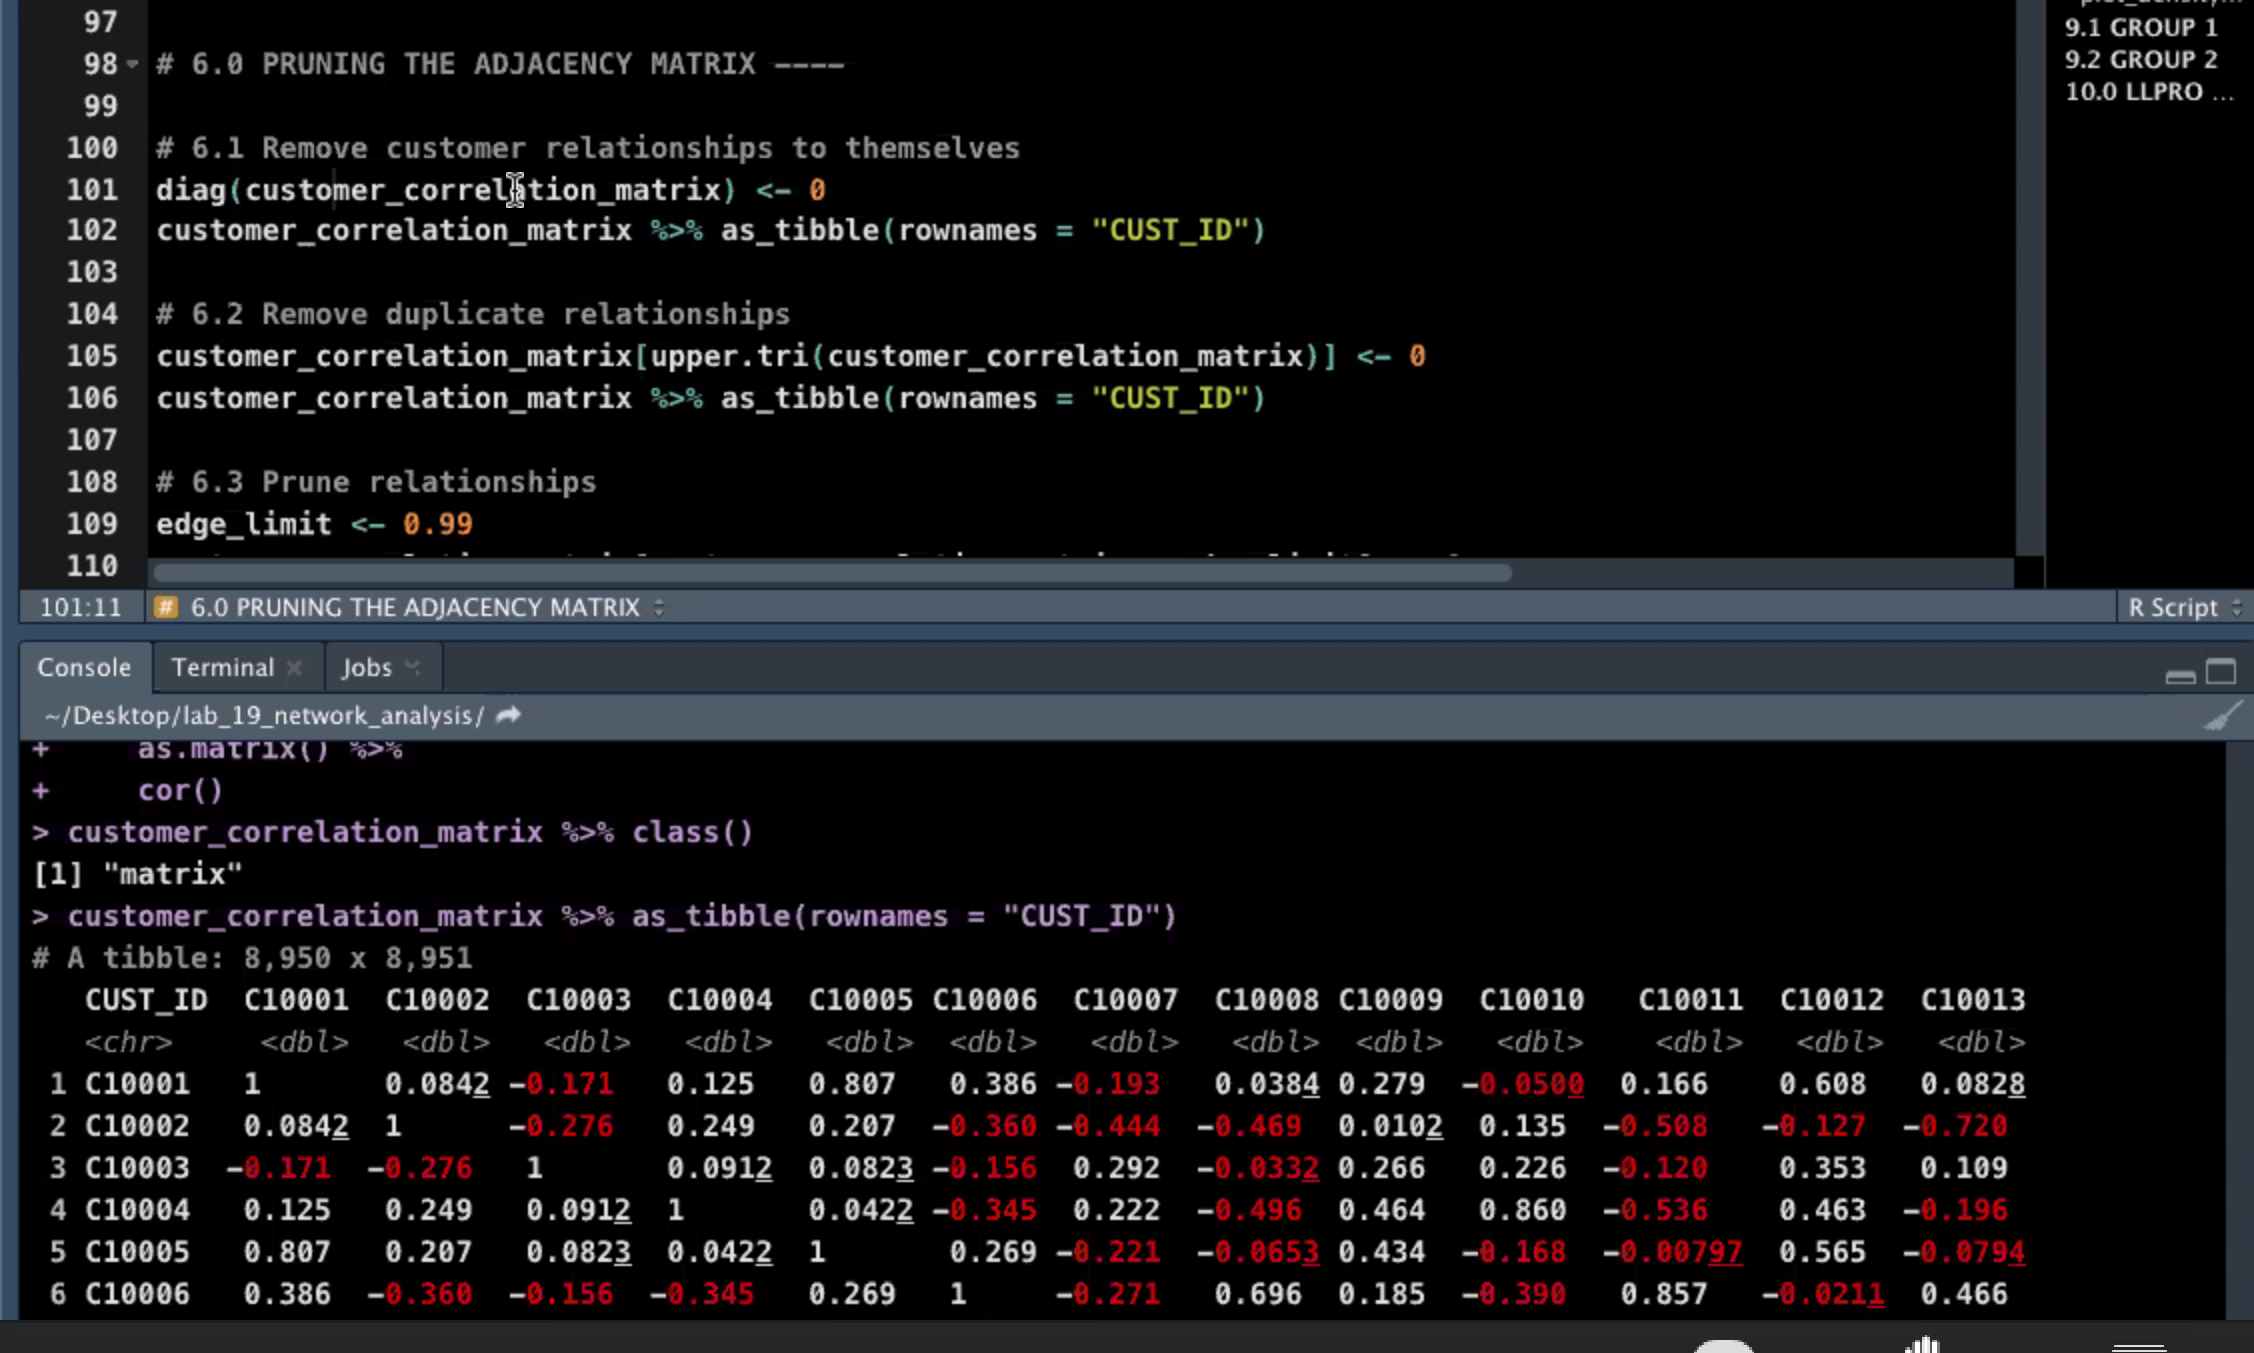 97
98 # 6.0 PRUNING THE ADJACENCY MATRIX ----
99
100 # 6.1 Remove customer relationships to themselves
101 diag(customer_correlation_matrix) <- 0
102 customer_correlation_matrix %>% as_tibble(rownames = "CUST_ID")
103
104 # 6.2 Remove duplicate relationships
105 customer_correlation_matrix[upper.tri(customer_correlation_matrix)] <- 0
106 customer_correlation_matrix %>% as_tibble(rownames = "CUST_ID")
107
108 # 6.3 Prune relationships
109 edge_limit <- 0.99
110
9.1 GROUP 1
9.2 GROUP 2
10.0 LLPRO ...
101:11 # 6.0 PRUNING THE ADJACENCY MATRIX R Script
Console Terminal Jobs
~/Desktop/lab_19_network_analysis/
+ as.matrix() %>%
+ cor()
> customer_correlation_matrix %>% class()
[1] "matrix"
> customer_correlation_matrix %>% as_tibble(rownames = "CUST_ID")
# A tibble: 8,950 x 8,951
CUST_ID C10001 C10002 C10003 C10004 C10005 C10006 C10007 C10008 C10009 C10010 C10011 C10012 C10013
<chr> <dbl> <dbl> <dbl> <dbl> <dbl> <dbl> <dbl> <dbl> <dbl> <dbl> <dbl> <dbl> <dbl>
1 C10001 1 0.0842 -0.171 0.125 0.807 0.386 -0.193 0.0384 0.279 -0.0500 0.166 0.608 0.0828
2 C10002 0.0842 1 -0.276 0.249 0.207 -0.360 -0.444 -0.469 0.0102 0.135 -0.508 -0.127 -0.720
3 C10003 -0.171 -0.276 1 0.0912 0.0823 -0.156 0.292 -0.0332 0.266 0.226 -0.120 0.353 0.109
4 C10004 0.125 0.249 0.0912 1 0.0422 -0.345 0.222 -0.496 0.464 0.860 -0.536 0.463 -0.196
5 C10005 0.807 0.207 0.0823 0.0422 1 0.269 -0.221 -0.0653 0.434 -0.168 -0.00797 0.565 -0.0794
6 C10006 0.386 -0.360 -0.156 -0.345 0.269 1 -0.271 0.696 0.185 -0.390 0.857 -0.0211 0.466